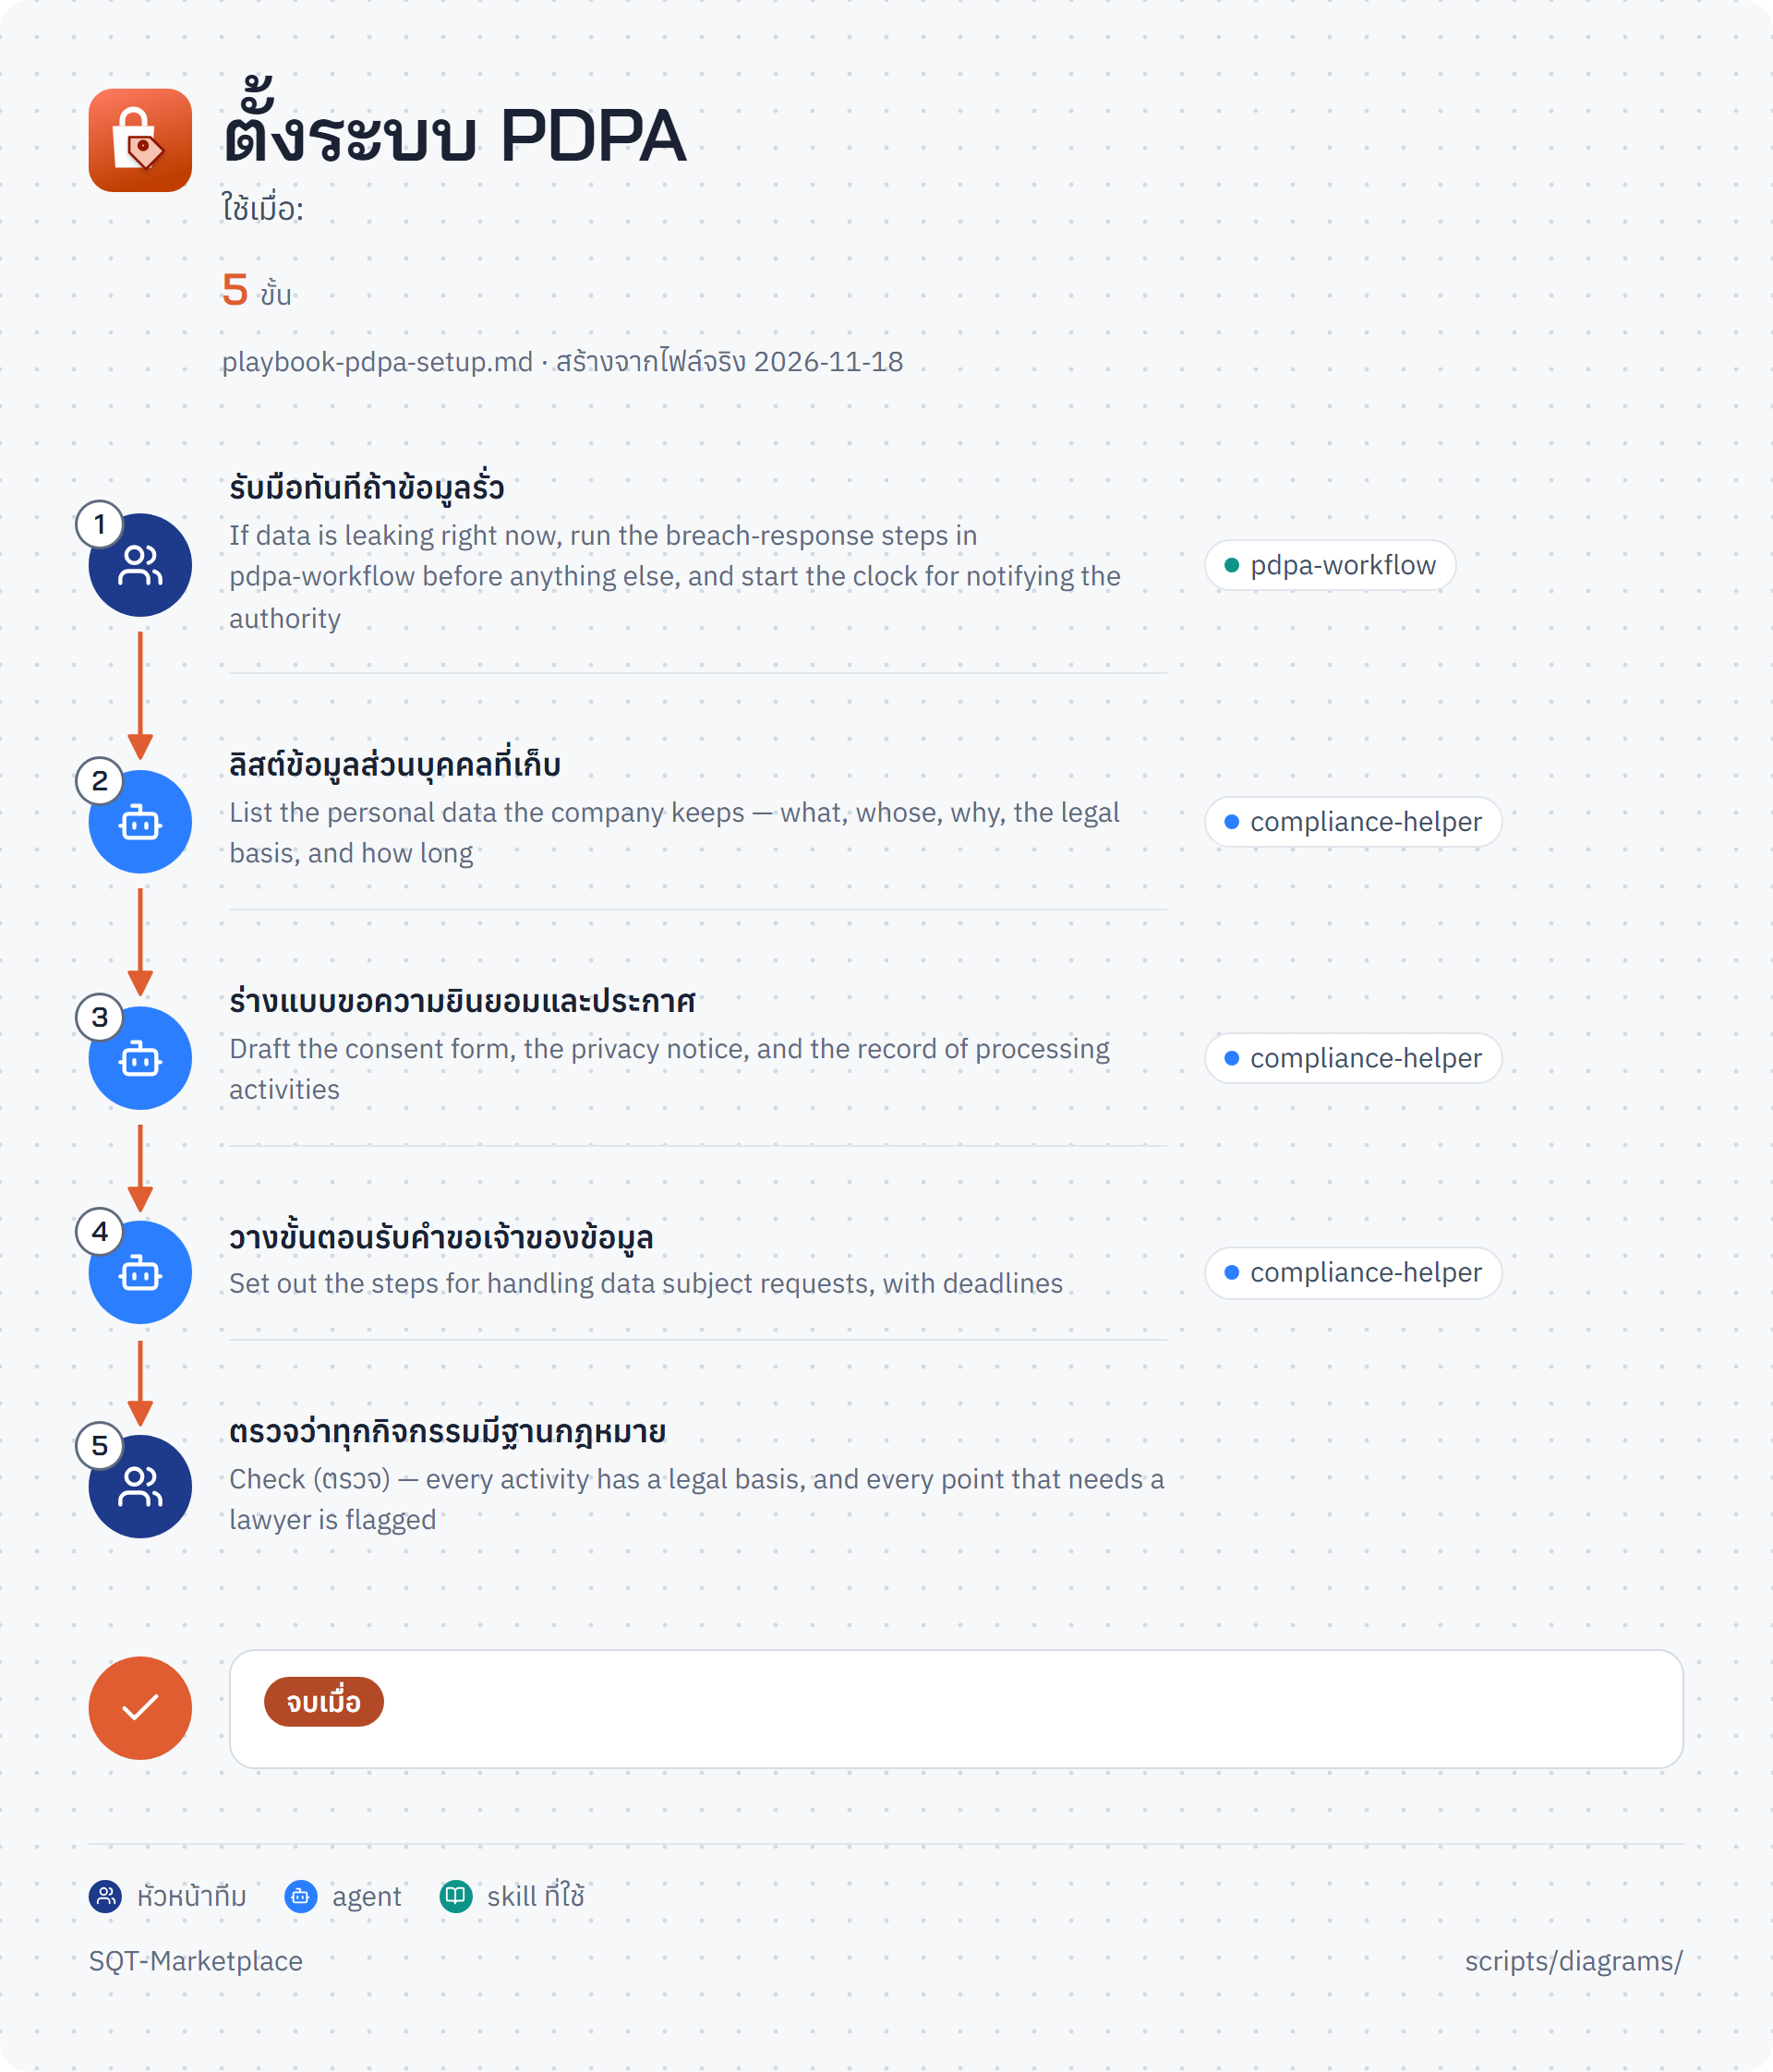 ตั้งระบบ PDPA
ใช้เมื่อ:
5 ขั้น
playbook-pdpa-setup.md · สร้างจากไฟล์จริง 2026-11-18
1
รับมือทันทีถ้าข้อมูลรั่ว
If data is leaking right now, run the breach-response steps in
pdpa-workflow before anything else, and start the clock for notifying the
authority
pdpa-workflow
2
ลิสต์ข้อมูลส่วนบุคคลที่เก็บ
List the personal data the company keeps — what, whose, why, the legal
basis, and how long
compliance-helper
3
ร่างแบบขอความยินยอมและประกาศ
Draft the consent form, the privacy notice, and the record of processing
activities
compliance-helper
4
วางขั้นตอนรับคำขอเจ้าของข้อมูล
Set out the steps for handling data subject requests, with deadlines
compliance-helper
5
ตรวจว่าทุกกิจกรรมมีฐานกฎหมาย
Check (ตรวจ) — every activity has a legal basis, and every point that needs a
lawyer is flagged
จบเมื่อ
หัวหน้าทีม agent skill ที่ใช้
SQT-Marketplace scripts/diagrams/